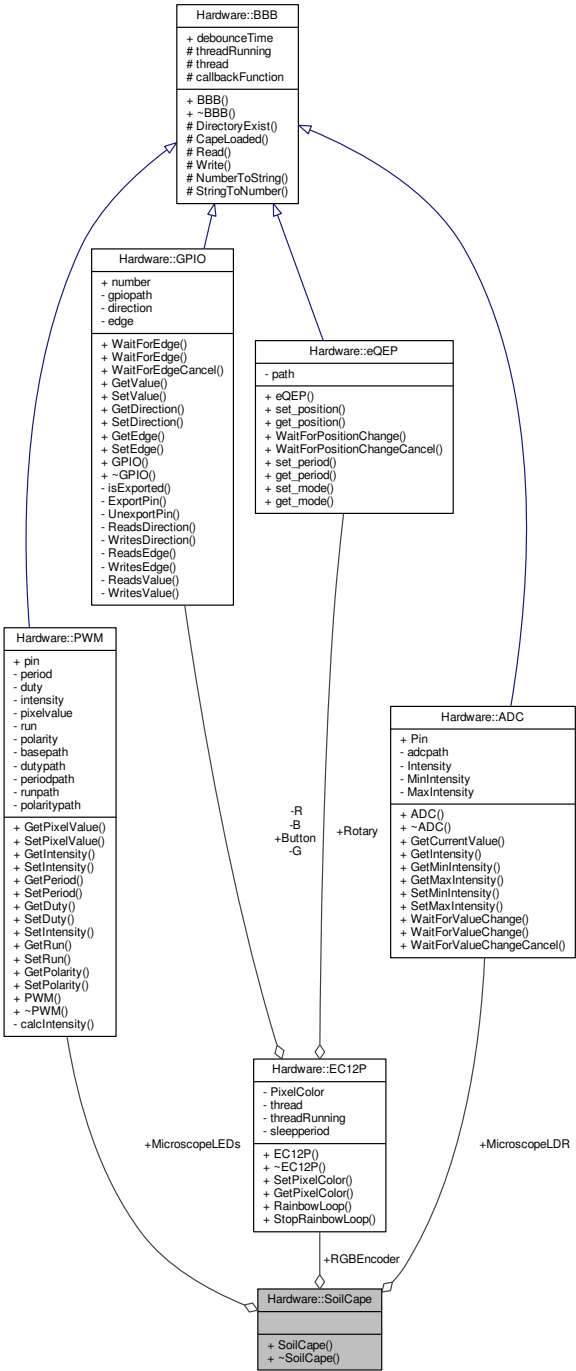 Hardware::BBB
+ debounceTime
# threadRunning
# thread
# callbackFunction
+ BBB()
+ ~BBB()
# DirectoryExist()
# CapeLoaded()
# Read()
# Write()
# NumberToString()
# StringToNumber()
Hardware::GPIO
+ number
- gpiopath
- direction
- edge
+ WaitForEdge()
+ WaitForEdge()
+ WaitForEdgeCancel()
+ GetValue()
+ SetValue()
+ GetDirection()
+ SetDirection()
+ GetEdge()
+ SetEdge()
+ GPIO()
+ ~GPIO()
- isExported()
- ExportPin()
- UnexportPin()
- ReadsDirection()
- WritesDirection()
- ReadsEdge()
- WritesEdge()
- ReadsValue()
- WritesValue()
Hardware::eQEP
- path
+ eQEP()
+ set_position()
+ get_position()
+ WaitForPositionChange()
+ WaitForPositionChangeCancel()
+ set_period()
+ get_period()
+ set_mode()
+ get_mode()
Hardware::PWM
+ pin
- period
- duty
- intensity
- pixelvalue
- run
- polarity
- basepath
- dutypath
- periodpath
- runpath
- polaritypath
+ GetPixelValue()
+ SetPixelValue()
+ GetIntensity()
+ SetIntensity()
+ GetPeriod()
+ SetPeriod()
+ GetDuty()
+ SetDuty()
+ SetIntensity()
+ GetRun()
+ SetRun()
+ GetPolarity()
+ SetPolarity()
+ PWM()
+ ~PWM()
- calcIntensity()
Hardware::ADC
+ Pin
- adcpath
- Intensity
- MinIntensity
- MaxIntensity
+ ADC()
+ ~ADC()
+ GetCurrentValue()
+ GetIntensity()
+ GetMinIntensity()
+ GetMaxIntensity()
+ SetMinIntensity()
+ SetMaxIntensity()
+ WaitForValueChange()
+ WaitForValueChange()
+ WaitForValueChangeCancel()
-R
-B
+Button
-G
+Rotary
Hardware::EC12P
- PixelColor
- thread
- threadRunning
- sleepperiod
+ EC12P()
+ ~EC12P()
+ SetPixelColor()
+ GetPixelColor()
+ RainbowLoop()
+ StopRainbowLoop()
+MicroscopeLEDs
+MicroscopeLDR
+RGBEncoder
Hardware::SoilCape
+ SoilCape()
+ ~SoilCape()